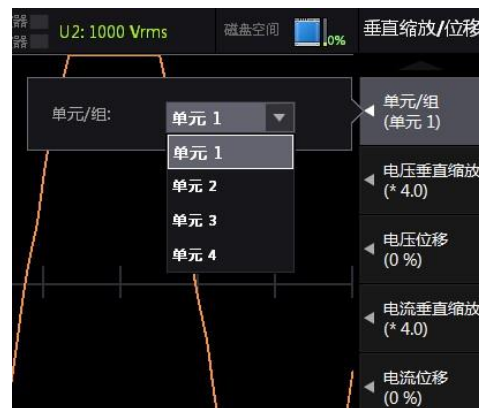 U2: 1000 Vrms
磁盘空间
0%
垂直缩放/位移
单元/组:
单元 1
单元 1
单元 2
单元 3
单元 4
单元/组
(单元 1)
电压垂直缩放
(* 4.0)
电压位移
(0 %)
电流垂直缩放
(* 4.0)
电流位移
(0 %)